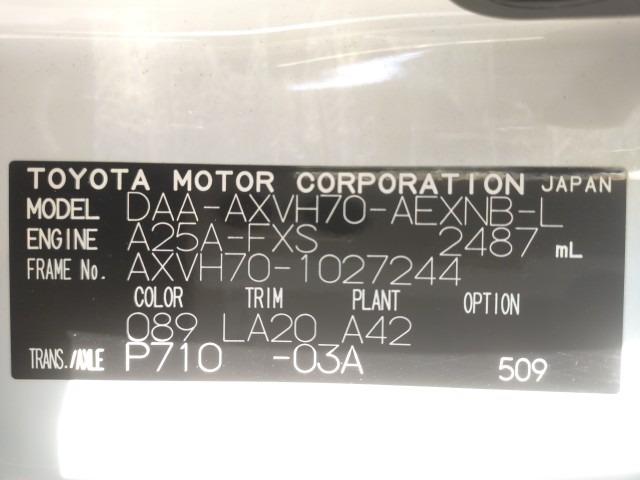 TOYOTA MOTOR CORPORATION JAPAN
MODEL DAA-AXVH70-AEXNB-L
ENGINE A25A-FXS 2487 mL
FRAME No. AXVH70-1027244
COLOR TRIM PLANT OPTION
089 LA20 A42
TRANS./AXLE P710 -03A 509